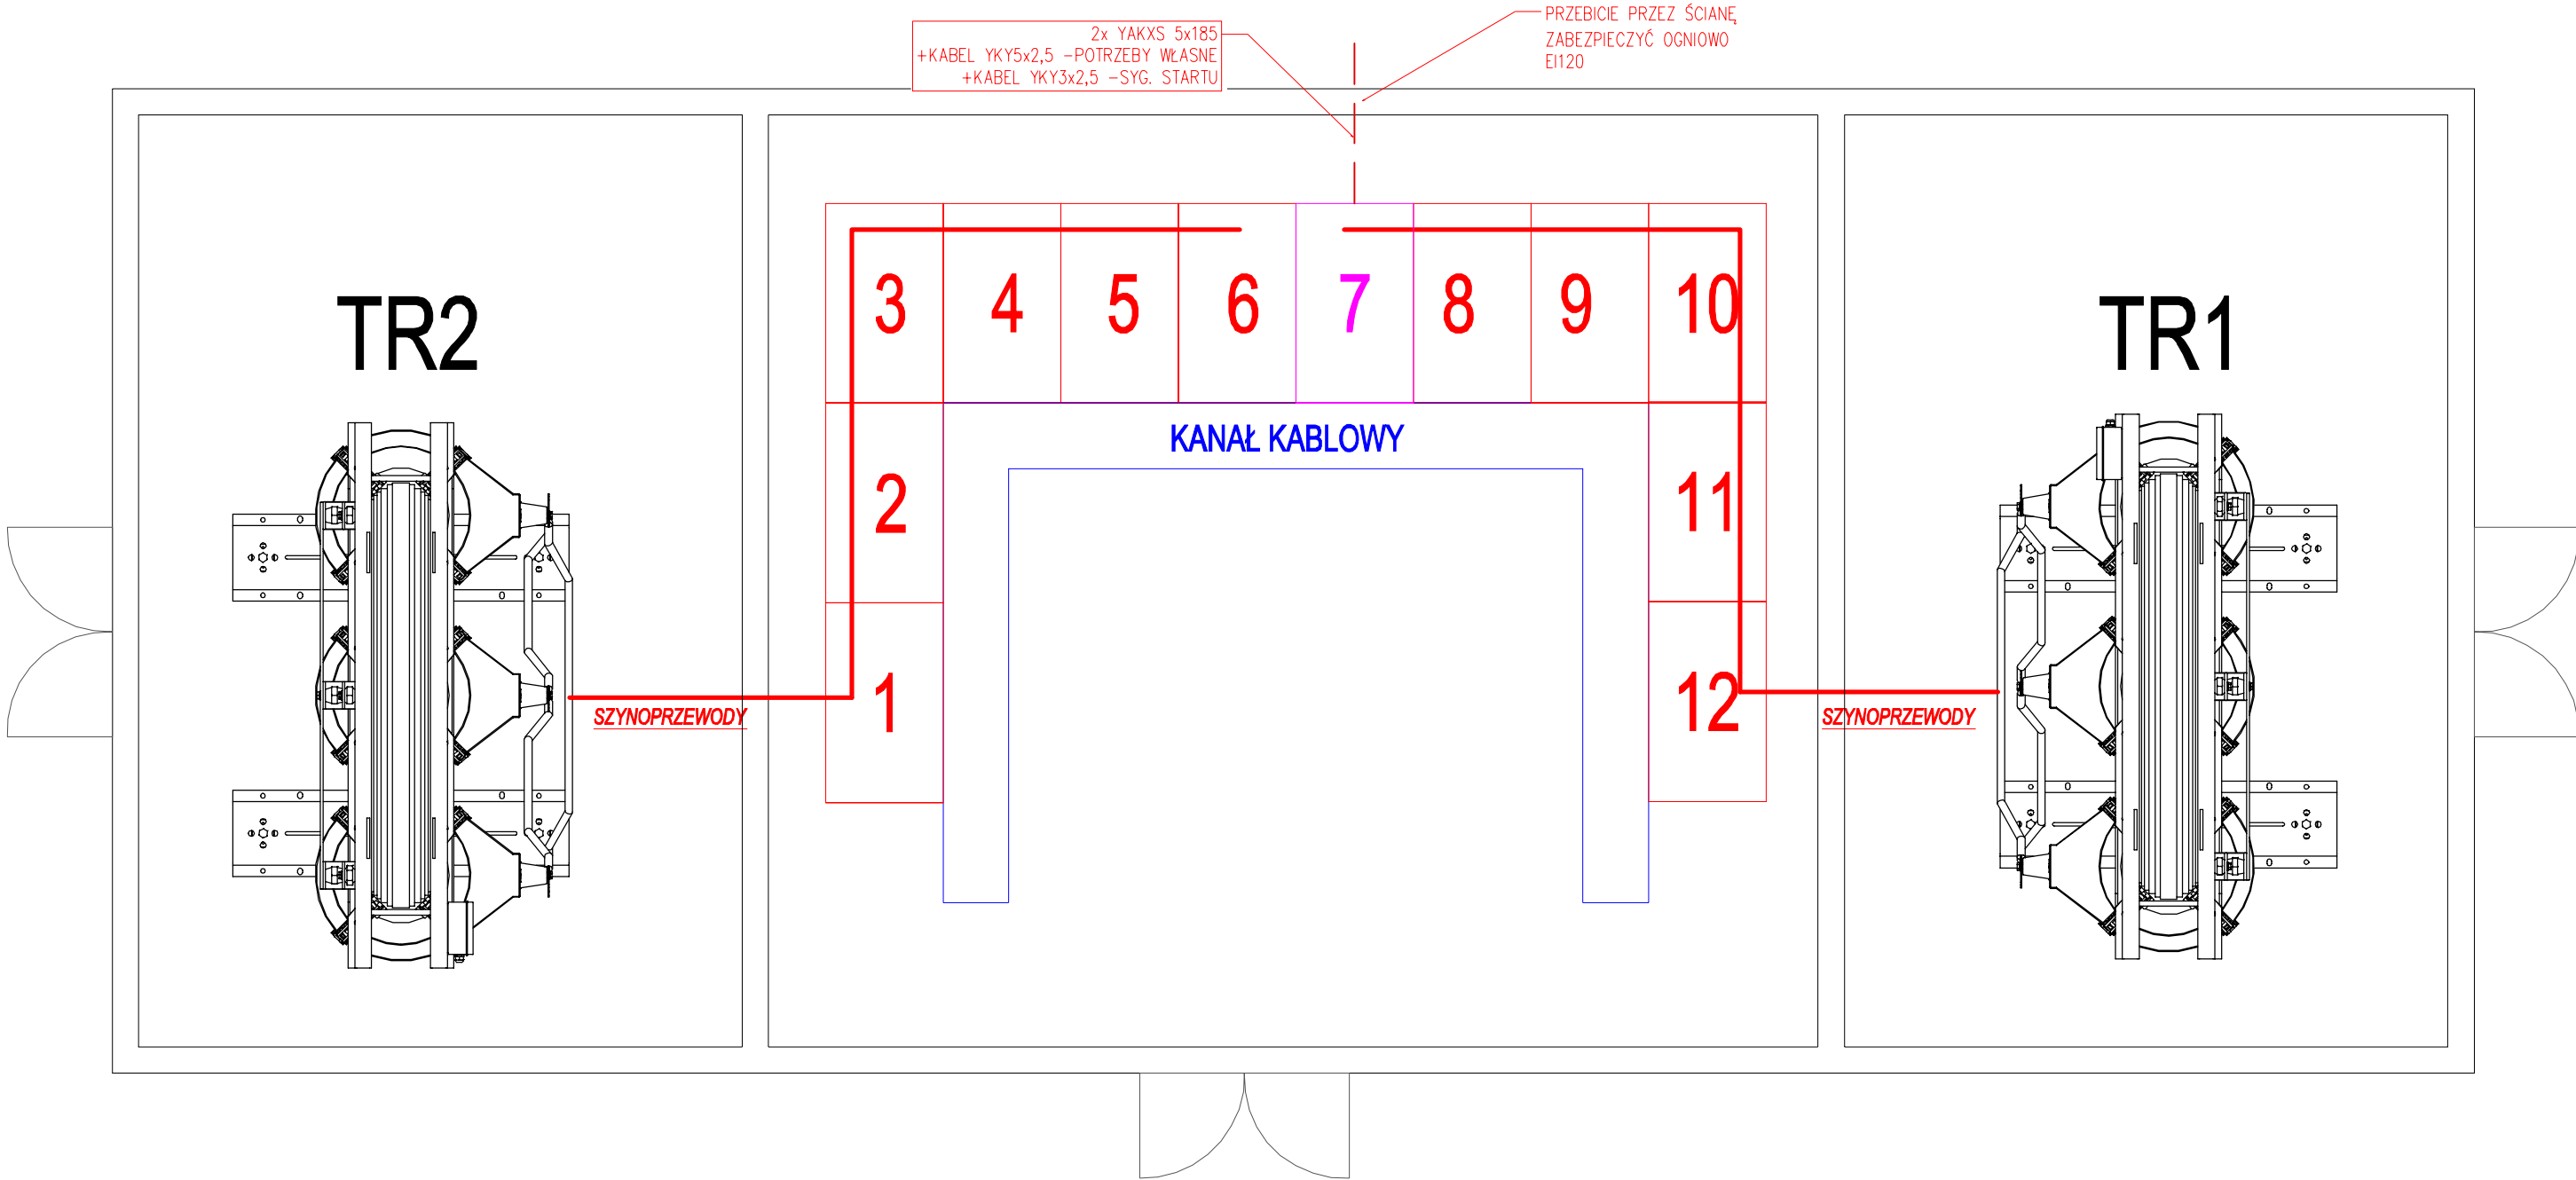 2x YAKXS 5x185
+KABEL YKY5x2,5 -POTRZEBY WŁASNE
+KABEL YKY3x2,5 -SYG. STARTU
PRZEBICIE PRZEZ ŚCIANĘ
ZABEZPIECZYĆ OGNIOWO
EI120
TR2
3 4 5 6 7 8 9 10
TR1
KANAŁ KABLOWY
2
11
1
12
SZYNOPRZEWODY
SZYNOPRZEWODY